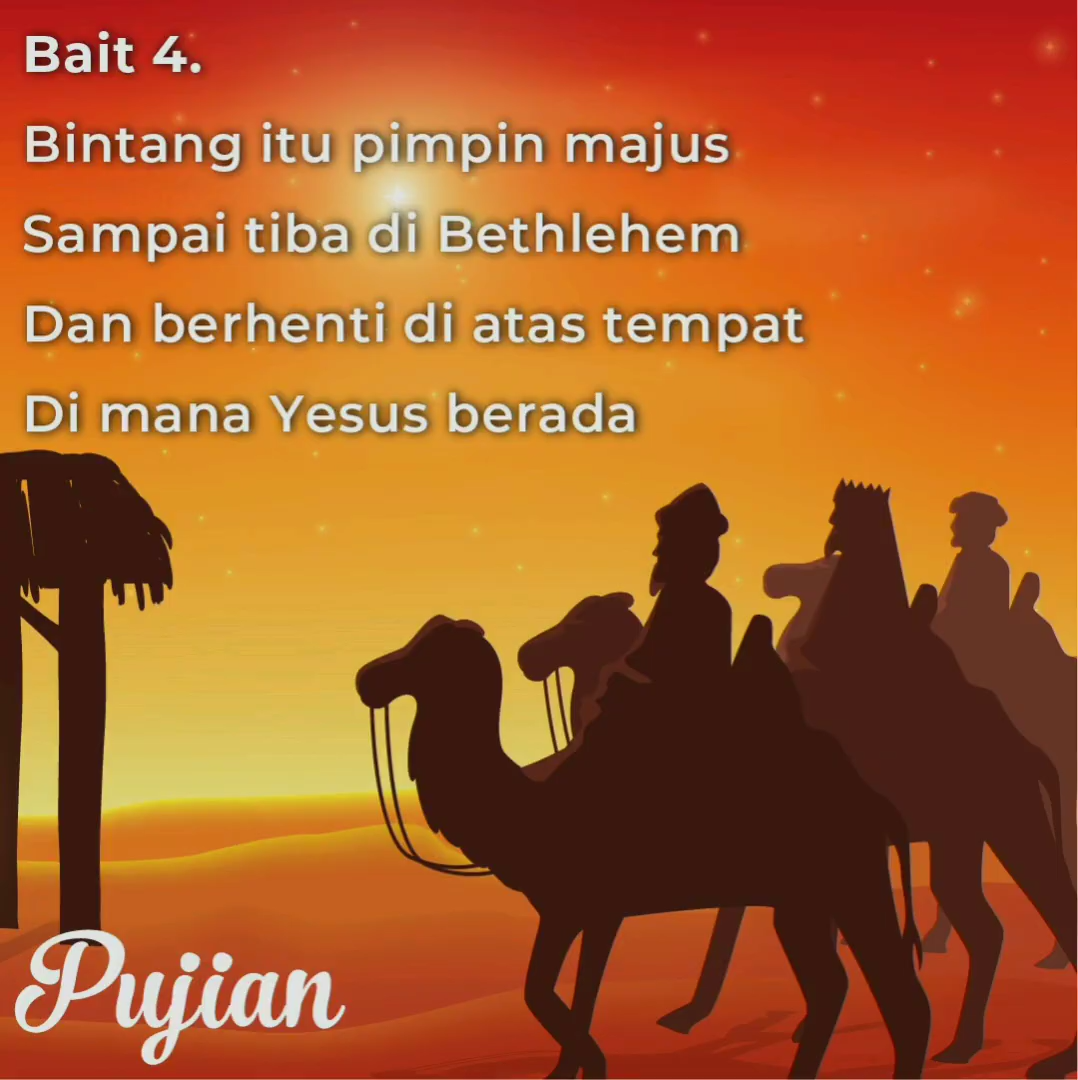 Bait 4.
Bintang itu pimpin majus
Sampai tiba di Bethlehem
Dan berhenti di atas tempat
Di mana Yesus berada
Pujian